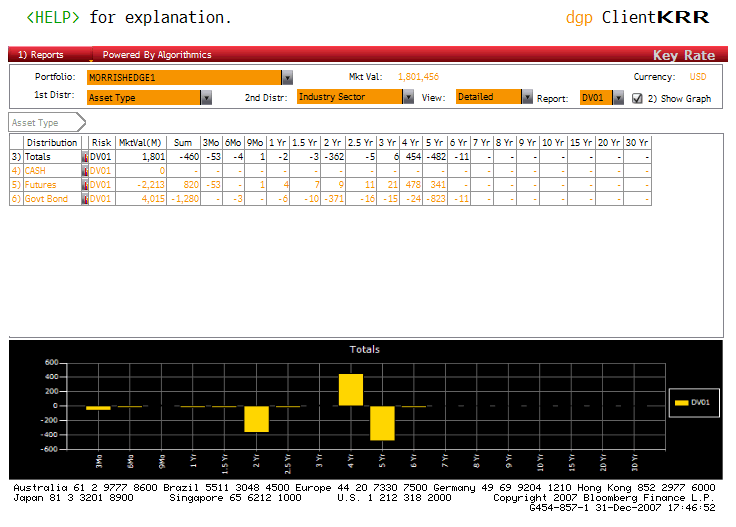 <HELP> for explanation. dgp ClientKRR
1) Reports Powered By Algorithmics Key Rate
Portfolio: MORRISHEDGE1 Mkt Val: 1,801,456 Currency: USD
1st Distr: Asset Type 2nd Distr: Industry Sector View: Detailed Report: DV01 2) Show Graph
Asset Type
Distribution Risk MktVal(M) Sum 3Mo 6Mo 9Mo 1 Yr 1.5 Yr 2 Yr 2.5 Yr 3 Yr 4 Yr 5 Yr 6 Yr 7 Yr 8 Yr 9 Yr 10 Yr 15 Yr 20 Yr 30 Yr
3) Totals DV01 1,801 -460 -53 -4 1 -2 -3 -362 -5 6 454 -482 -11 - - - - - - -
4) CASH DV01 0 - - - - - - - - - - - - - - - - - - -
5) Futures DV01 -2,213 820 -53 - 1 4 7 9 11 21 478 341 - - - - - - - -
6) Govt Bond DV01 4,015 -1,280 - -3 - -6 -10 -371 -16 -15 -24 -823 -11 - - - - - - -
Totals
600
400
200
0
-200
-400
-600
DV01
3Mo 6Mo 9Mo 1 Yr 1.5 Yr 2 Yr 2.5 Yr 3 Yr 4 Yr 5 Yr 6 Yr 7 Yr 8 Yr 9 Yr 10 Yr 15 Yr 20 Yr 30 Yr
Australia 61 2 9777 8600 Brazil 5511 3048 4500 Europe 44 20 7330 7500 Germany 49 69 9204 1210 Hong Kong 852 2977 6000
Japan 81 3 3201 8900 Singapore 65 6212 1000 U.S. 1 212 318 2000 Copyright 2007 Bloomberg Finance L.P.
G454-857-1 31-Dec-2007 17:46:52